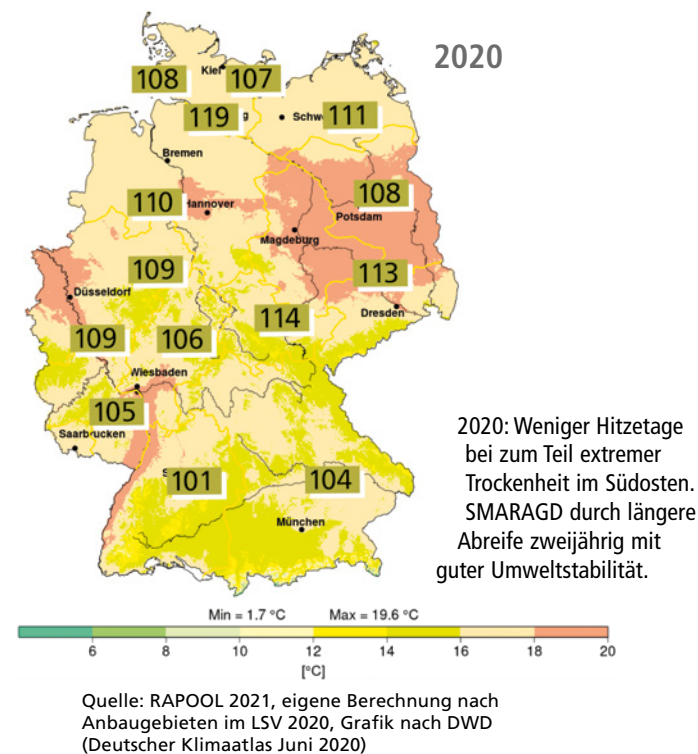 2020
Kiel
108
107
119
Schw
111
Bremen
110
Hannover
108
Potsdam
Magdeburg
109
113
Düsseldorf
Dresden
114
109
106
Wiesbaden
105
Saarbrücken
101
104
München
2020: Weniger Hitzetage
bei zum Teil extremer
Trockenheit im Südosten.
SMARAGD durch längere
Abreife zweijährig mit
guter Umweltstabilität.
Min = 1.7 °C Max = 19.6 °C
6 8 10 12 14 16 18 20
[°C]
Quelle: RAPOOL 2021, eigene Berechnung nach
Anbaugebieten im LSV 2020, Grafik nach DWD
(Deutscher Klimaatlas Juni 2020)